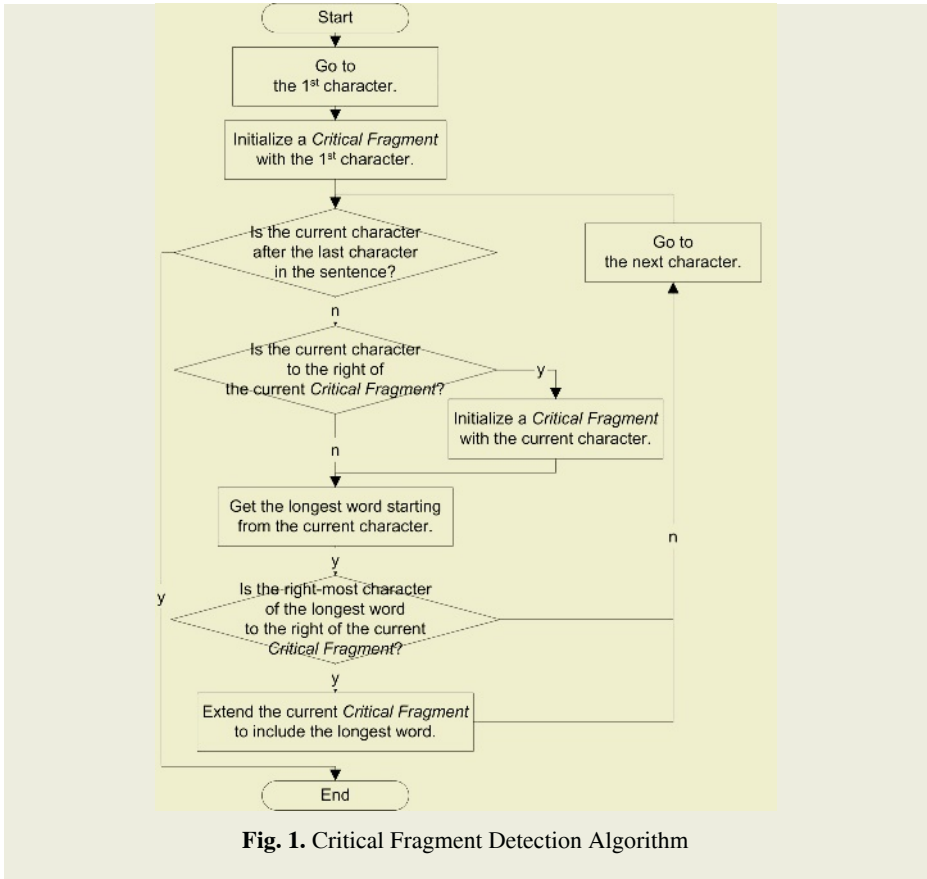 Start
Go to
the 1st character.
Initialize a Critical Fragment
with the 1st character.
Is the current character
after the last character
in the sentence?
Go to
the next character.
n
Is the current character
to the right of
the current Critical Fragment?
y
Initialize a Critical Fragment
with the current character.
n
Get the longest word starting
from the current character.
n
y
Is the right-most character
of the longest word
to the right of the current
Critical Fragment?
y
y
Extend the current Critical Fragment
to include the longest word.
End
Fig. 1. Critical Fragment Detection Algorithm